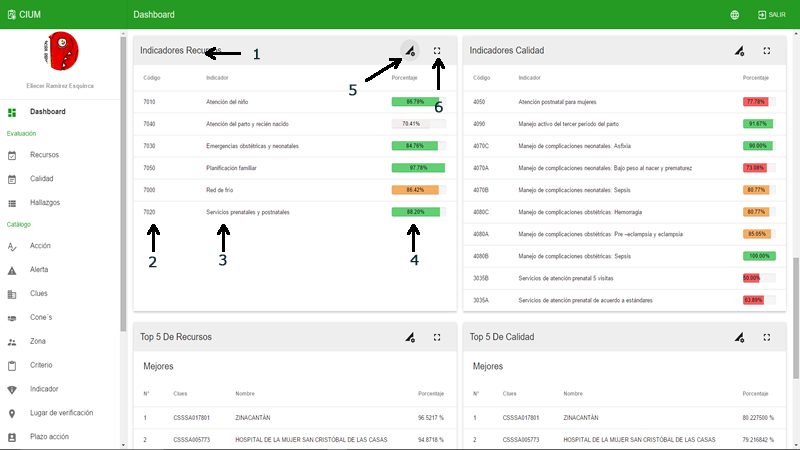 CIUM
Dashboard
SALIR
Eliecer Ramírez Esquinca
Dashboard
Evaluación
Recursos
Calidad
Hallazgos
Catálogo
Acción
Alerta
Clues
Cone´s
Zona
Criterio
Indicador
Lugar de verificación
Plazo acción
Indicadores Recursos
1
5
6
Código Indicador Porcentaje
7010 Atención del niño 86.79%
7040 Atención del parto y recién nacido 70.41%
7030 Emergencias obstétricas y neonatales 84.76%
7050 Planificación familiar 97.78%
7000 Red de frío 86.42%
7020 Servicios prenatales y postnatales 88.20%
2
3
4
Indicadores Calidad
Código Indicador Porcentaje
4050 Atención postnatal para mujeres 77.78%
4090 Manejo activo del tercer periodo del parto 91.67%
4070C Manejo de complicaciones neonatales: Asfixia 90.00%
4070A Manejo de complicaciones neonatales: Bajo peso al nacer y prematurez 73.08%
4070B Manejo de complicaciones neonatales: Sepsis 80.77%
4080C Manejo de complicaciones obstétricas: Hemorragia 80.77%
4080A Manejo de complicaciones obstétricas: Pre –eclampsia y eclampsia 85.05%
4080B Manejo de complicaciones obstétricas: Sepsis 100.00%
3035B Servicios de atención prenatal 5 visitas 50.00%
3035A Servicios de atención prenatal de acuerdo a estándares 63.89%
Top 5 De Recursos
Mejores
N° Clues Nombre Porcentaje
1 CSSSA017801 ZINACANTÁN 96.5217 %
2 CSSSA005773 HOSPITAL DE LA MUJER SAN CRISTÓBAL DE LAS CASAS 94.8718 %
Top 5 De Calidad
Mejores
N° Clues Nombre Porcentaje
1 CSSSA017801 ZINACANTÁN 80.227500 %
2 CSSSA005773 HOSPITAL DE LA MUJER SAN CRISTÓBAL DE LAS CASAS 79.216842 %